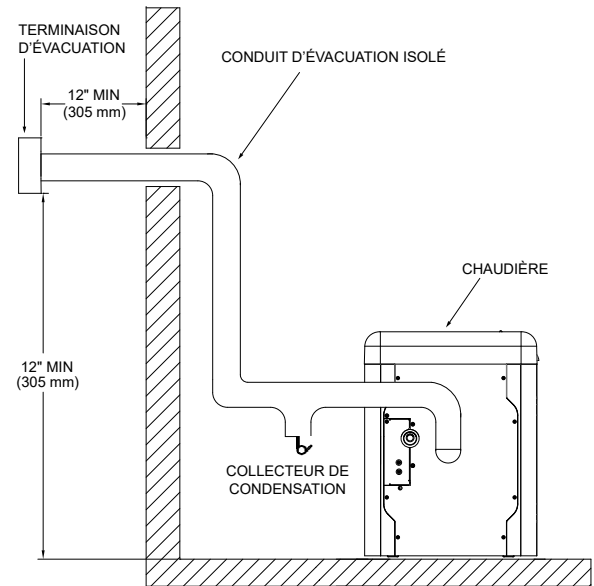 TERMINAISON
D'ÉVACUATION
CONDUIT D'ÉVACUATION ISOLÉ
12" MIN
(305 mm)
CHAUDIÈRE
12" MIN
(305 mm)
COLLECTEUR DE
CONDENSATION